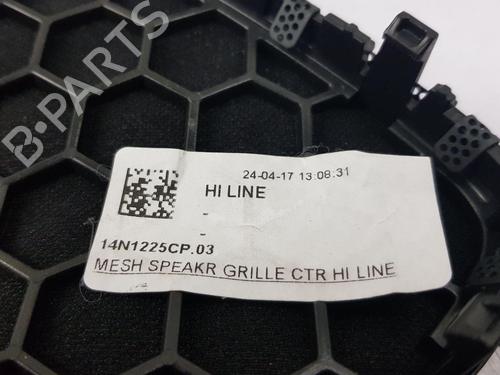 B-PARTS
24-04-17 13:08:31
HI LINE
-
-
14N1225CP.03
MESH SPEAKR GRILLE CTR HI LINE